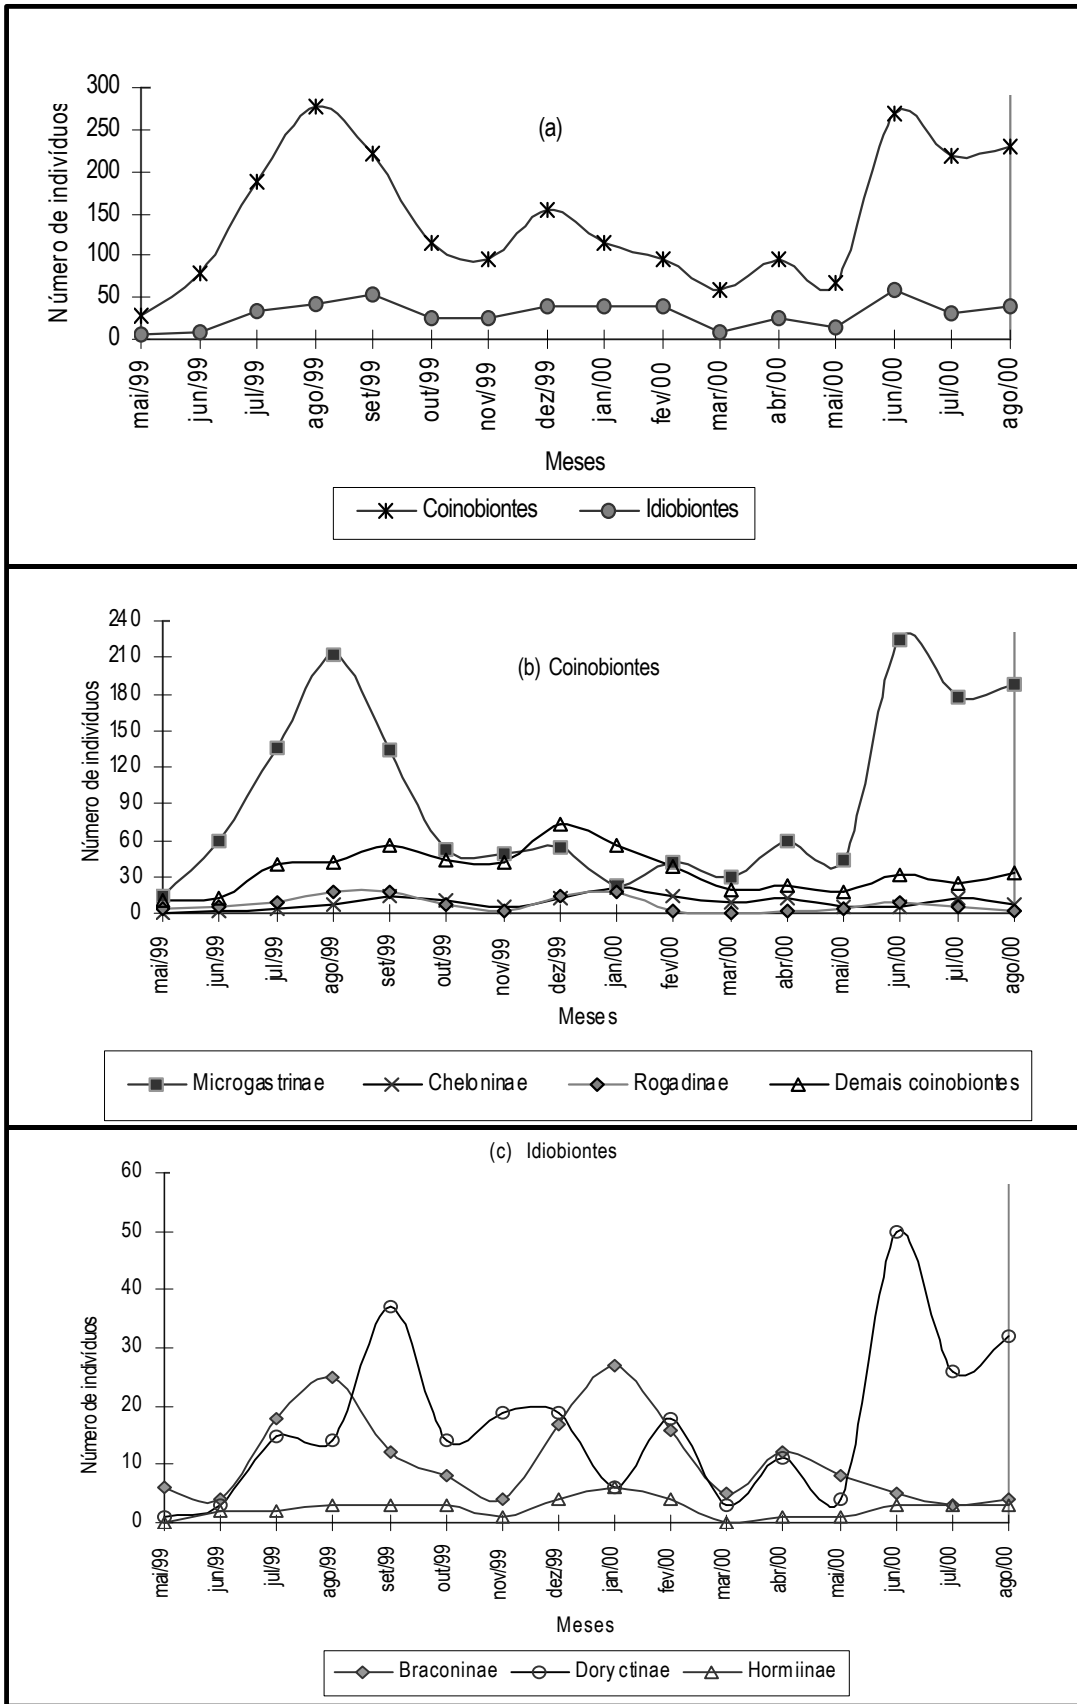 (a)
Número de indivíduos
300
250
200
150
100
50
0
mai/99
jun/99
jul/99
ago/99
set/99
out/99
nov/99
dez/99
jan/00
fev/00
mar/00
abr/00
mai/00
jun/00
jul/00
ago/00
Meses
Coinobiontes
Idiobiontes
(b) Coinobiontes
Número de indivíduos
240
210
180
150
120
90
60
30
0
mai/99
jun/99
jul/99
ago/99
set/99
out/99
nov/99
dez/99
jan/00
fev/00
mar/00
abr/00
mai/00
jun/00
jul/00
ago/00
Meses
Microgastrinae
Cheloninae
Rogadinae
Demais coinobiontes
(c) Idiobiontes
Número de indivíduos
60
50
40
30
20
10
0
mai/99
jun/99
jul/99
ago/99
set/99
out/99
nov/99
dez/99
jan/00
fev/00
mar/00
abr/00
mai/00
jun/00
jul/00
ago/00
Meses
Braconinae
Doryctinae
Hormiinae